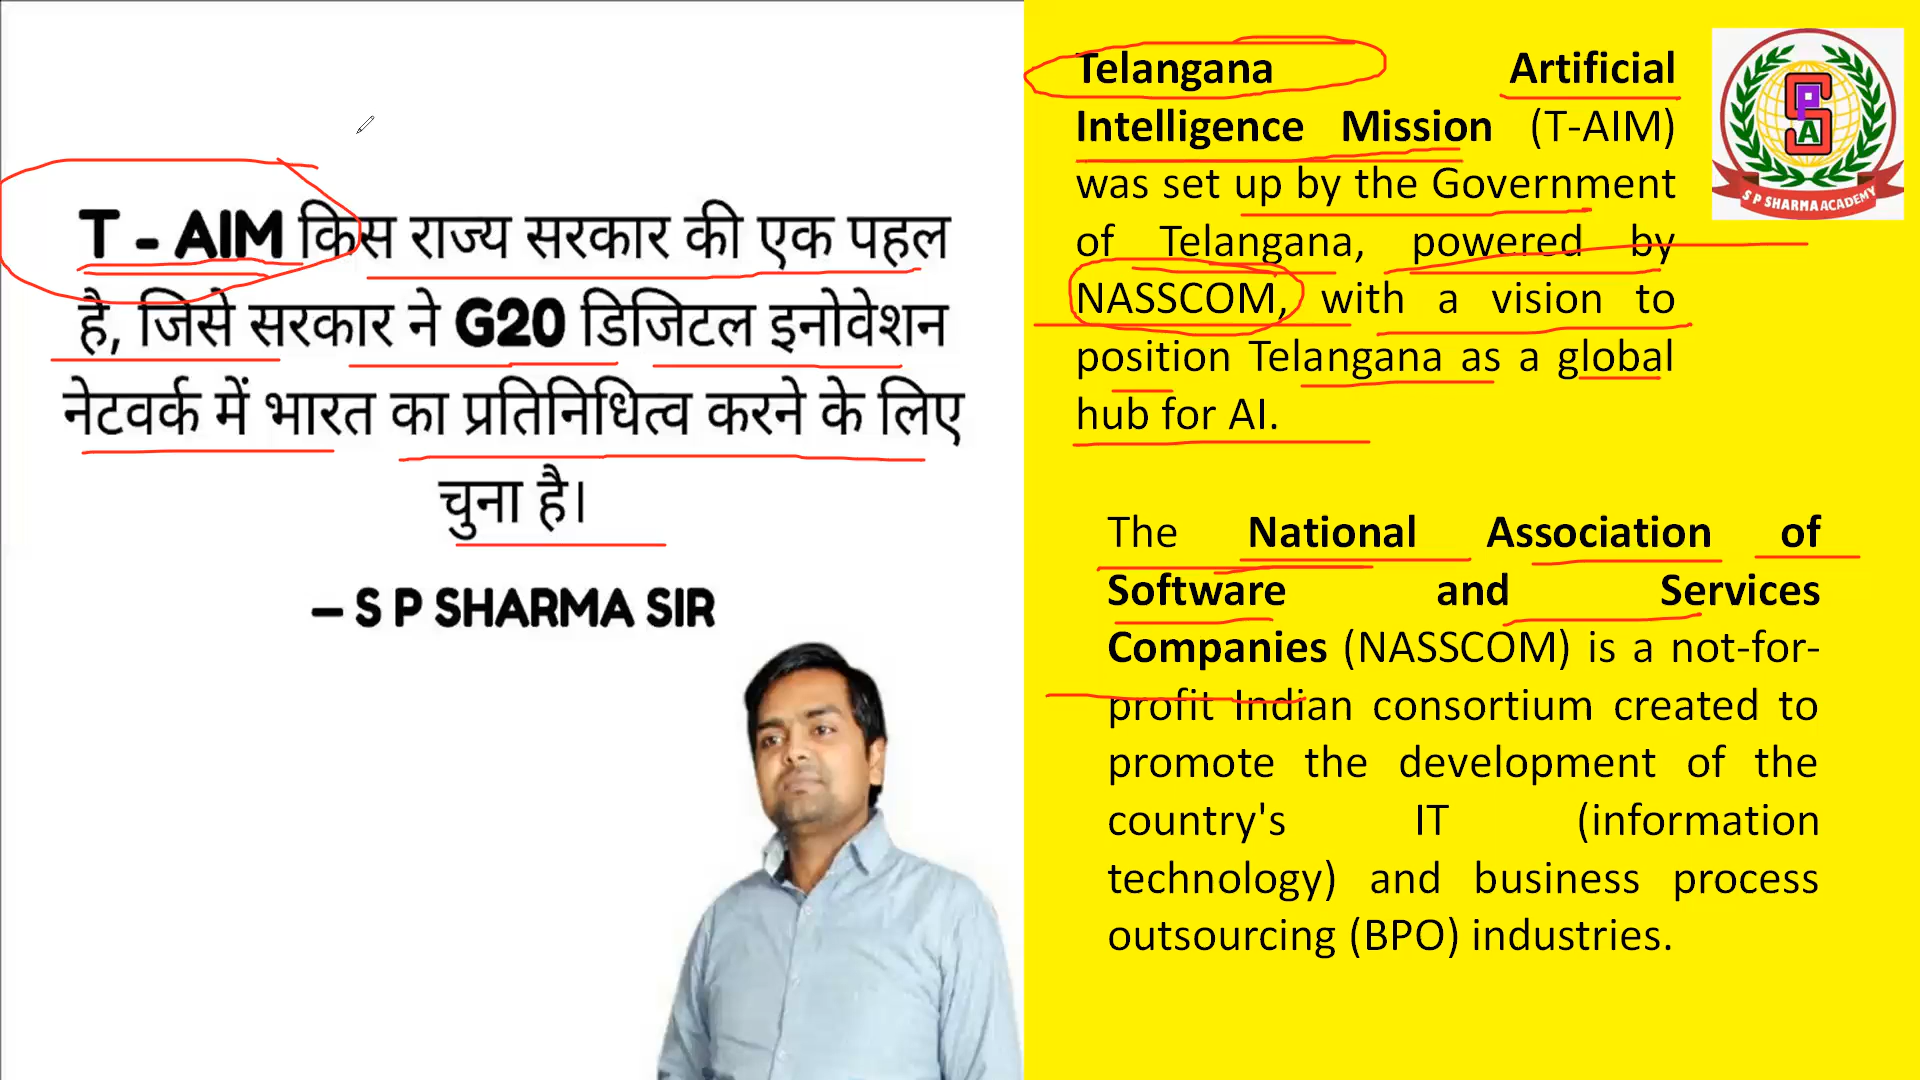 T - AIM किस राज्य सरकार की एक पहल
है, जिसे सरकार ने G20 डिजिटल इनोवेशन
नेटवर्क में भारत का प्रतिनिधित्व करने के लिए
चुना है।
– S P SHARMA SIR
Telangana Artificial
Intelligence Mission (T-AIM)
was set up by the Government
of Telangana, powered by
NASSCOM, with a vision to
position Telangana as a global
hub for AI.
The National Association of
Software and Services
Companies (NASSCOM) is a not-for-
profit Indian consortium created to
promote the development of the
country's IT (information
technology) and business process
outsourcing (BPO) industries.
SPA
S P SHARMA ACADEMY